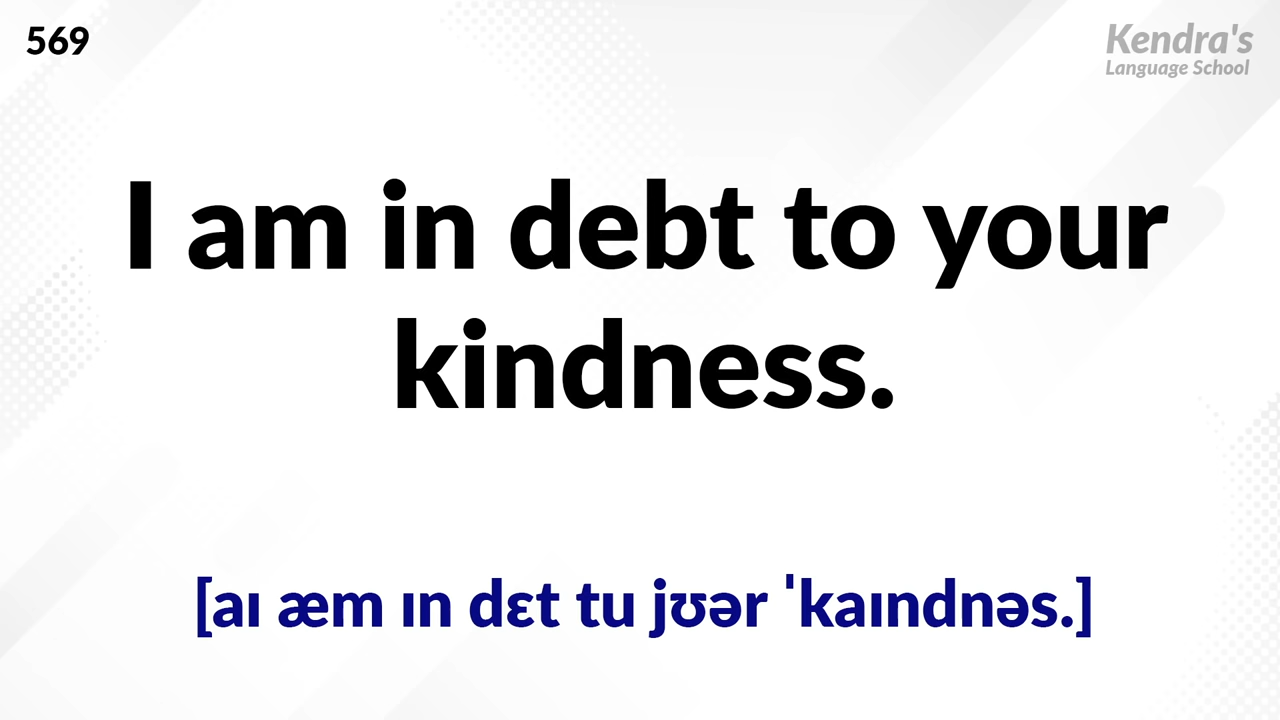 569
Kendra's
Language School
I am in debt to your
kindness.
[aɪ æm ɪn dɛt tu jʊər ˈkaɪndnəs.]